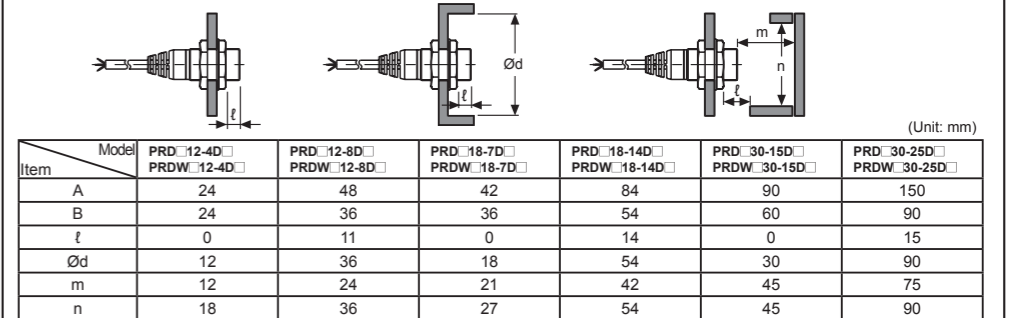 ℓ
Ød
ℓ
m
n
ℓ
(Unit: mm)
Model PRD□12-4D□ PRD□12-8D□ PRD□18-7D□ PRD□18-14D□ PRD□30-15D□ PRD□30-25D□
Item PRDW□12-4D□ PRDW□12-8D□ PRDW□18-7D□ PRDW□18-14D□ PRDW□30-15D□ PRDW□30-25D□
A 24 48 42 84 90 150
B 24 36 36 54 60 90
ℓ 0 11 0 14 0 15
Ød 12 36 18 54 30 90
m 12 24 21 42 45 75
n 18 36 27 54 45 90